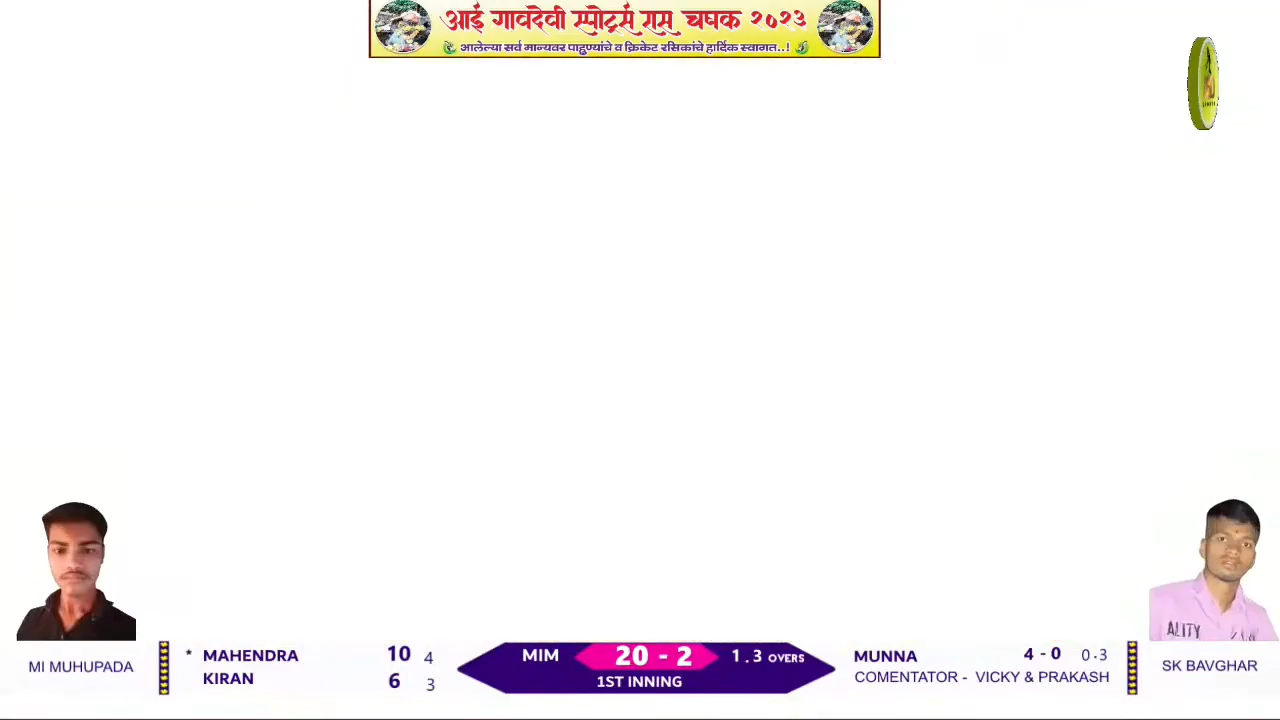 आई गावदेवी स्पोर्ट्स रास चषक २०२३
आलेल्या सर्व मान्यवर पाहुण्यांचे व क्रिकेट रसिकांचे हार्दिक स्वागत..!
ALITY
MI MUHUPADA
* MAHENDRA 10 4
KIRAN 6 3
MIM 20 - 2 1.3 OVERS
1ST INNING
MUNNA 4 - 0 0.3
COMENTATOR - VICKY & PRAKASH
SK BAVGHAR